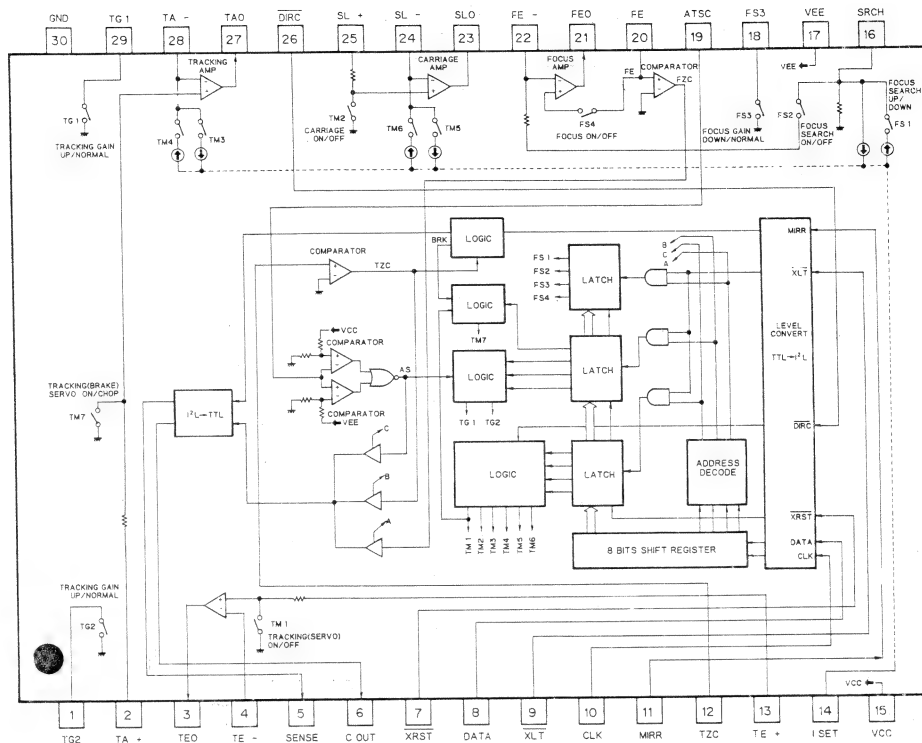 GND TG 1 TA - TAO DIRC SL + SL - SLO FE - FEO FE ATSC FS3 VEE SRCH
30 29 28 27 26 25 24 23 22 21 20 19 18 17 16
TRACKING
AMP
CARRIAGE
AMP
FOCUS
AMP
FE
COMPARATOR
FZC
VEE
TG 1
TRACKING GAIN
UP/NORMAL
TM4
TM3
TM2
CARRIAGE
ON/OFF
TM6
TM5
FS4
FOCUS ON/OFF
FS3
FOCUS GAIN
DOWN/NORMAL
FS2
FOCUS
SEARCH
ON/OFF
FOCUS
SEARCH
UP/
DOWN
FS 1
BRK
LOGIC
COMPARATOR
TZC
FS 1
FS 2
FS 3
FS 4
LATCH
B
C
A
MIRR
XLT
LEVEL
CONVERT
TTL→I²L
DIRC
XRST
DATA
CLK
LOGIC
TM7
VCC
COMPARATOR
AS
COMPARATOR
VEE
LOGIC
TG 1 TG2
LATCH
TRACKING(BRAKE)
SERVO ON/CHOP
TM7
I²L→TTL
C
B
A
LOGIC
LATCH
ADDRESS
DECODE
TM 1
TM2
TM3
TM4
TM5
TM6
8 BITS SHIFT REGISTER
TRACKING GAIN
UP/NORMAL
TG2
TM 1
TRACKING(SERVO)
ON/OFF
VCC
1 2 3 4 5 6 7 8 9 10 11 12 13 14 15
TG2 TA + TEO TE - SENSE C OUT XRST DATA XLT CLK MIRR TZC TE + I SET VCC